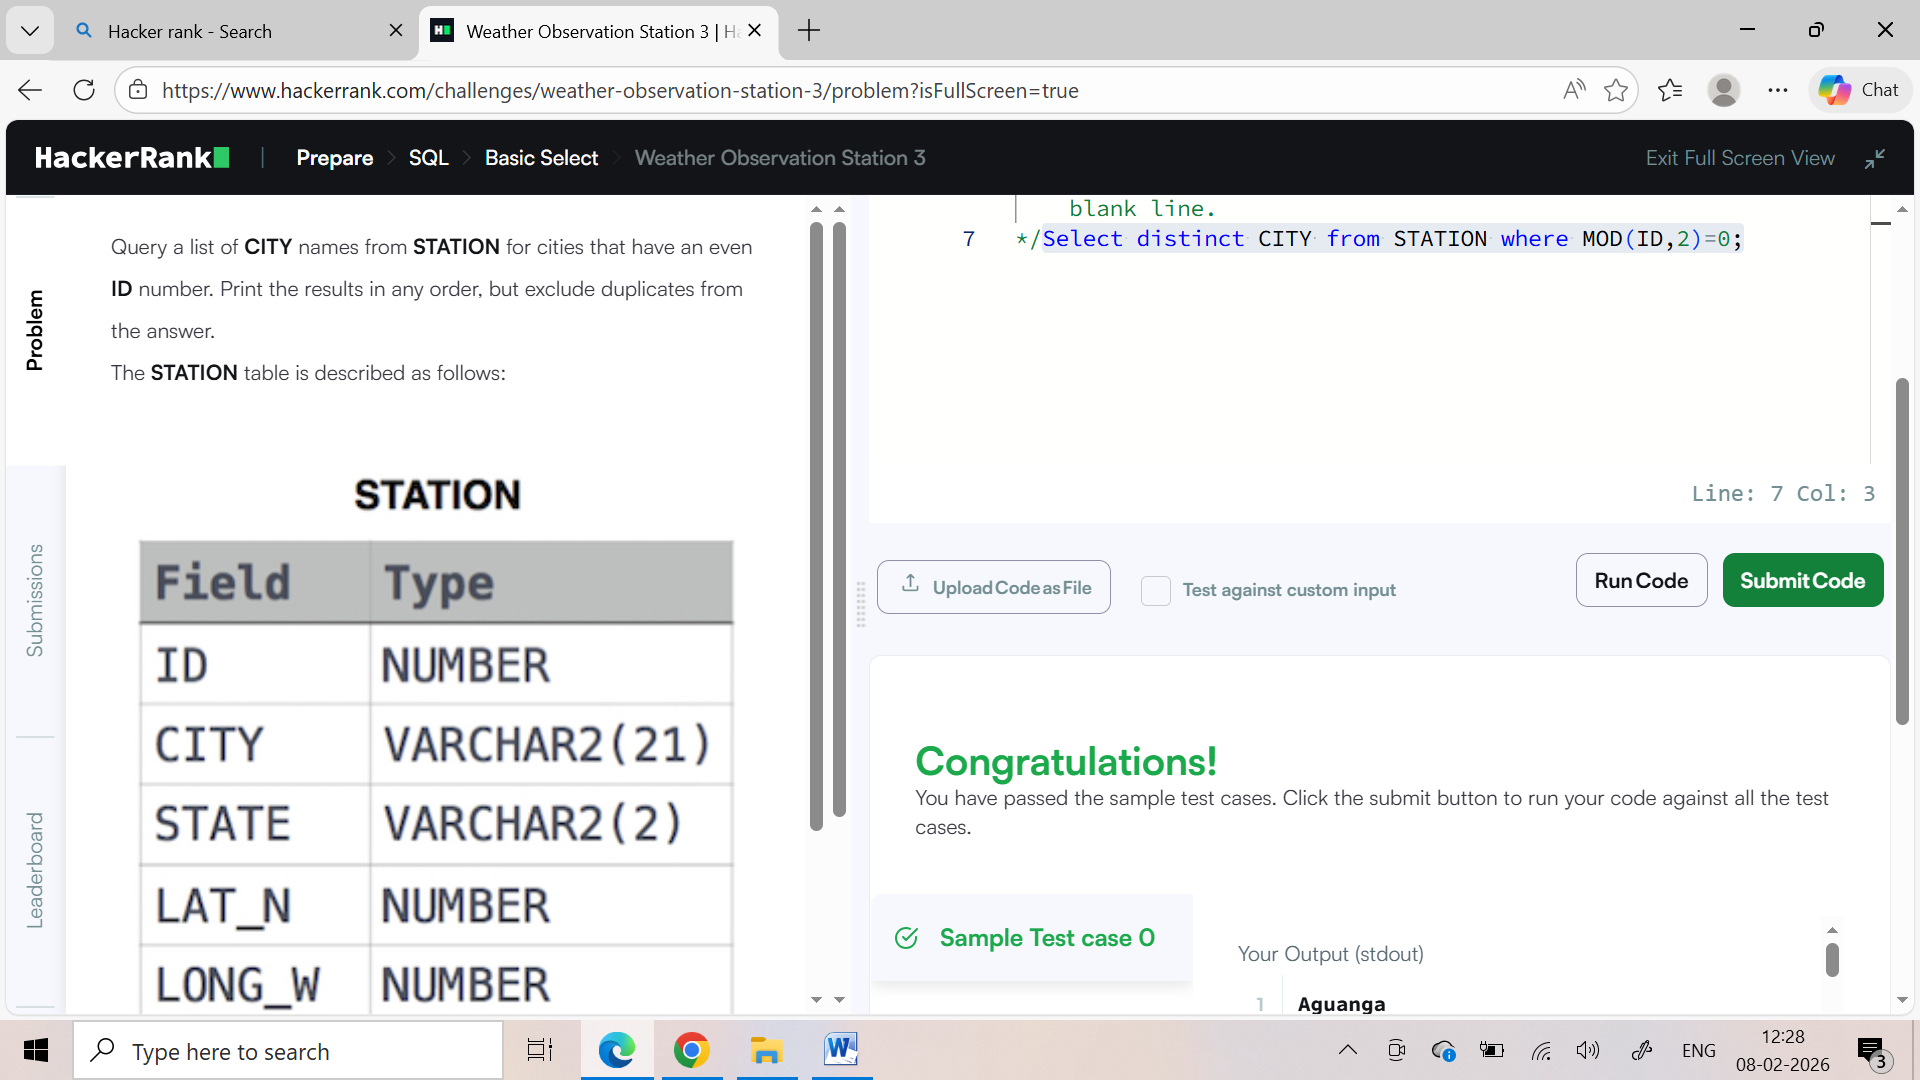 Hacker rank - Search
Weather Observation Station 3 | Ha
https://www.hackerrank.com/challenges/weather-observation-station-3/problem?isFullScreen=true
Chat
HackerRank
Prepare
SQL
Basic Select
Weather Observation Station 3
Exit Full Screen View
Problem
Submissions
Leaderboard
Query a list of CITY names from STATION for cities that have an even
ID number. Print the results in any order, but exclude duplicates from
the answer.
The STATION table is described as follows:
STATION
Field Type
ID NUMBER
CITY VARCHAR2(21)
STATE VARCHAR2(2)
LAT_N NUMBER
LONG_W NUMBER
blank line.
7 */Select distinct CITY from STATION where MOD(ID,2)=0;
Line: 7 Col: 3
Upload Code as File
Test against custom input
Run Code
Submit Code
Congratulations!
You have passed the sample test cases. Click the submit button to run your code against all the test
cases.
Sample Test case 0
Your Output (stdout)
1 Aguanga
Type here to search
ENG
12:28
08-02-2026
3